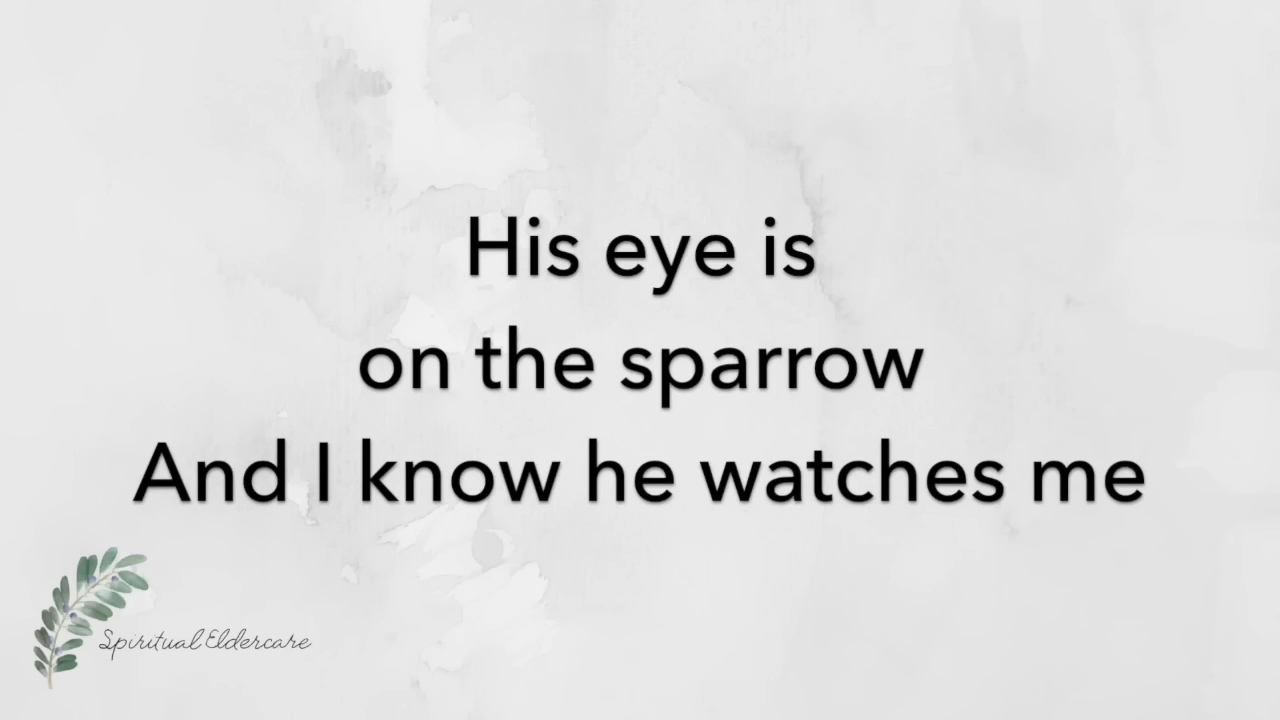 His eye is
on the sparrow
And I know he watches me
Spiritual Eldercare